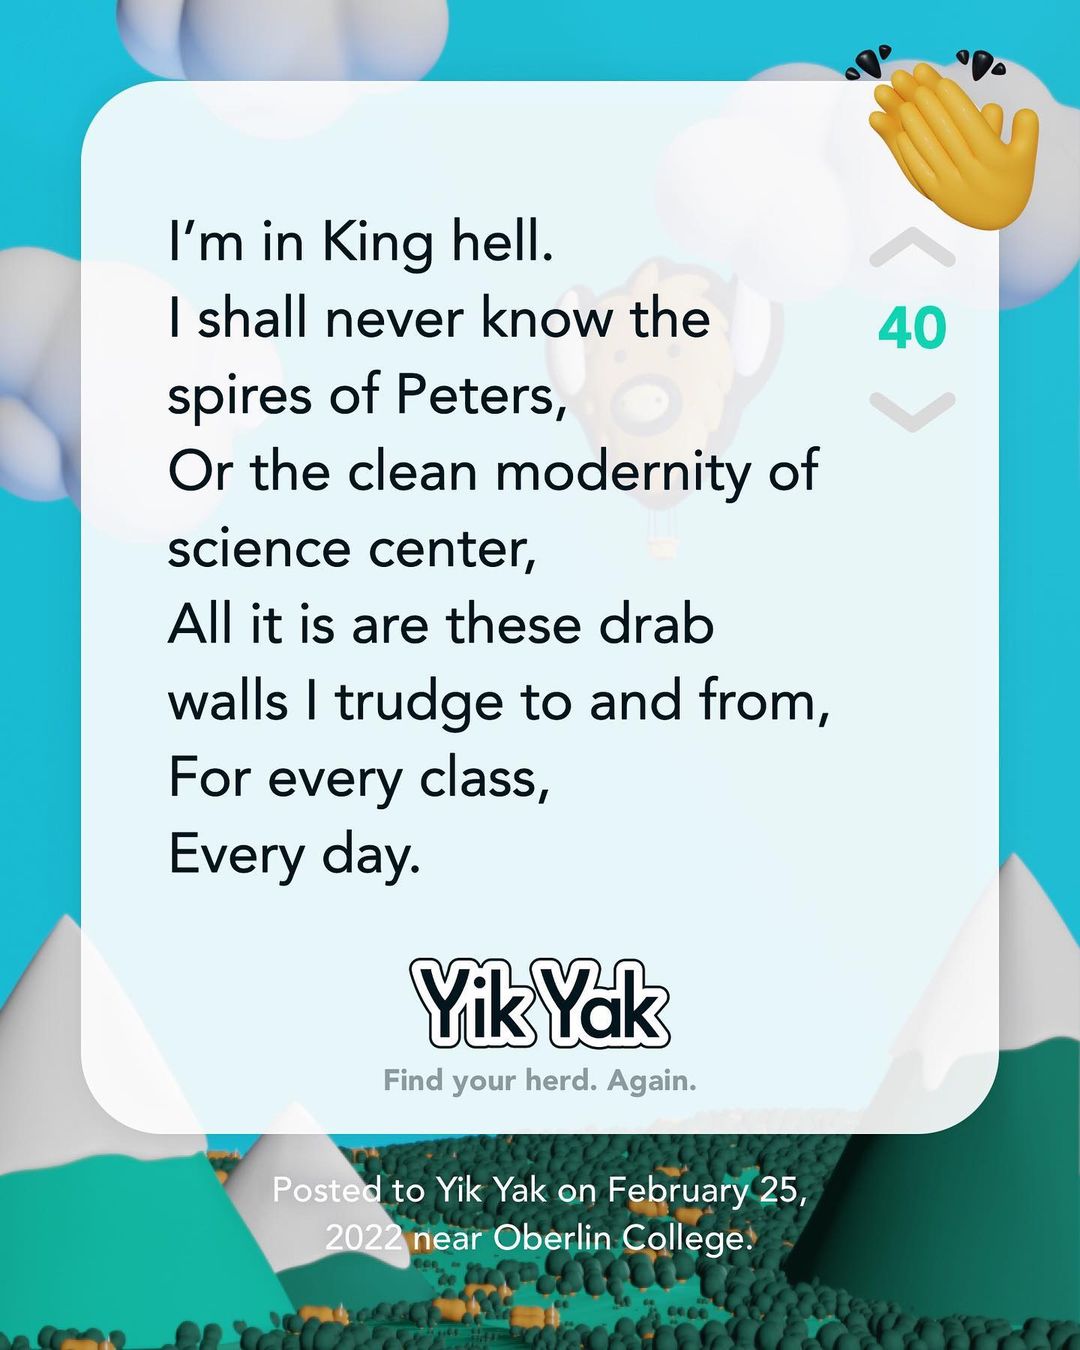 I’m in King hell.
I shall never know the
spires of Peters,
Or the clean modernity of
science center,
All it is are these drab
walls I trudge to and from,
For every class,
Every day.
40
Yik Yak
Find your herd. Again.
Posted to Yik Yak on February 25,
2022 near Oberlin College.